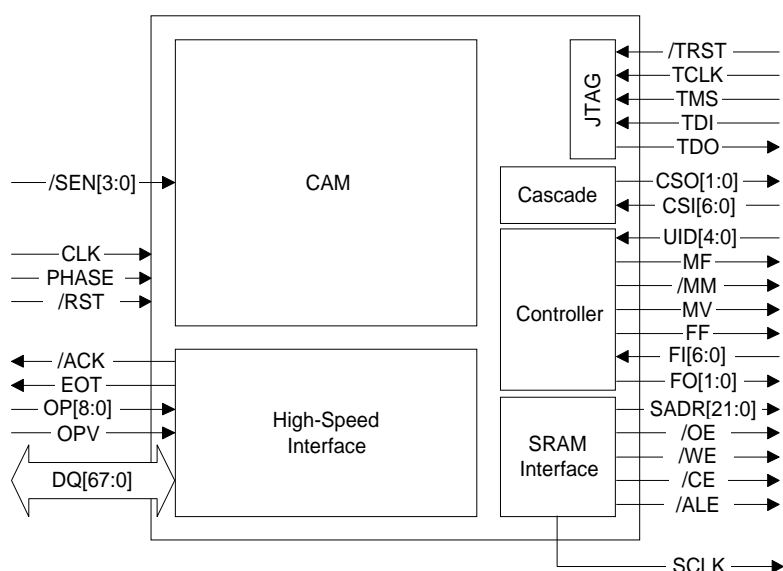 /TRST
TCLK
TMS
TDI
TDO
JTAG
CAM
/SEN[3:0]
Cascade
CSO[1:0]
CSI[6:0]
CLK
PHASE
/RST
UID[4:0]
MF
/MM
MV
FF
FI[6:0]
FO[1:0]
Controller
/ACK
EOT
OP[8:0]
OPV
DQ[67:0]
High-Speed
Interface
SRAM
Interface
SADR[21:0]
/OE
/WE
/CE
/ALE
SCLK